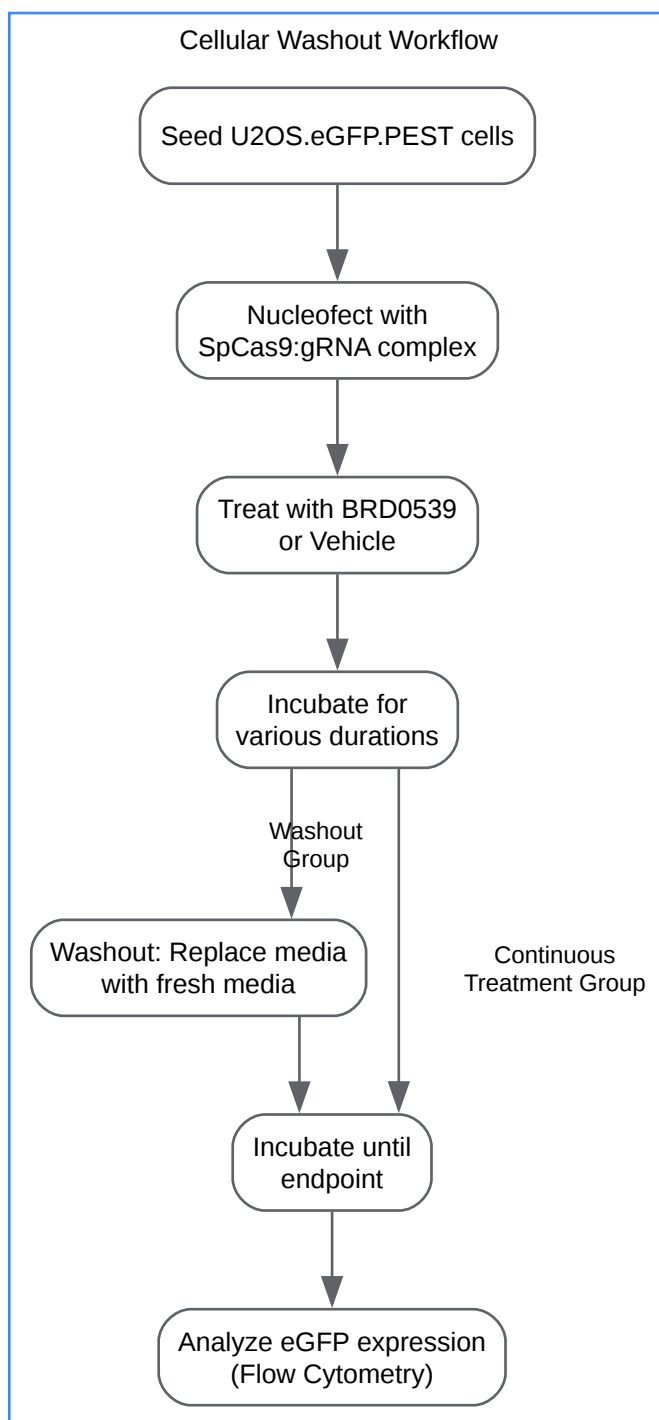 Cellular Washout Workflow
Seed U2OS.eGFP.PEST cells
Nucleofect with
SpCas9:gRNA complex
Treat with BRD0539
or Vehicle
Incubate for
various durations
Washout
Group
Washout: Replace media
with fresh media
Continuous
Treatment Group
Incubate until
endpoint
Analyze eGFP expression
(Flow Cytometry)